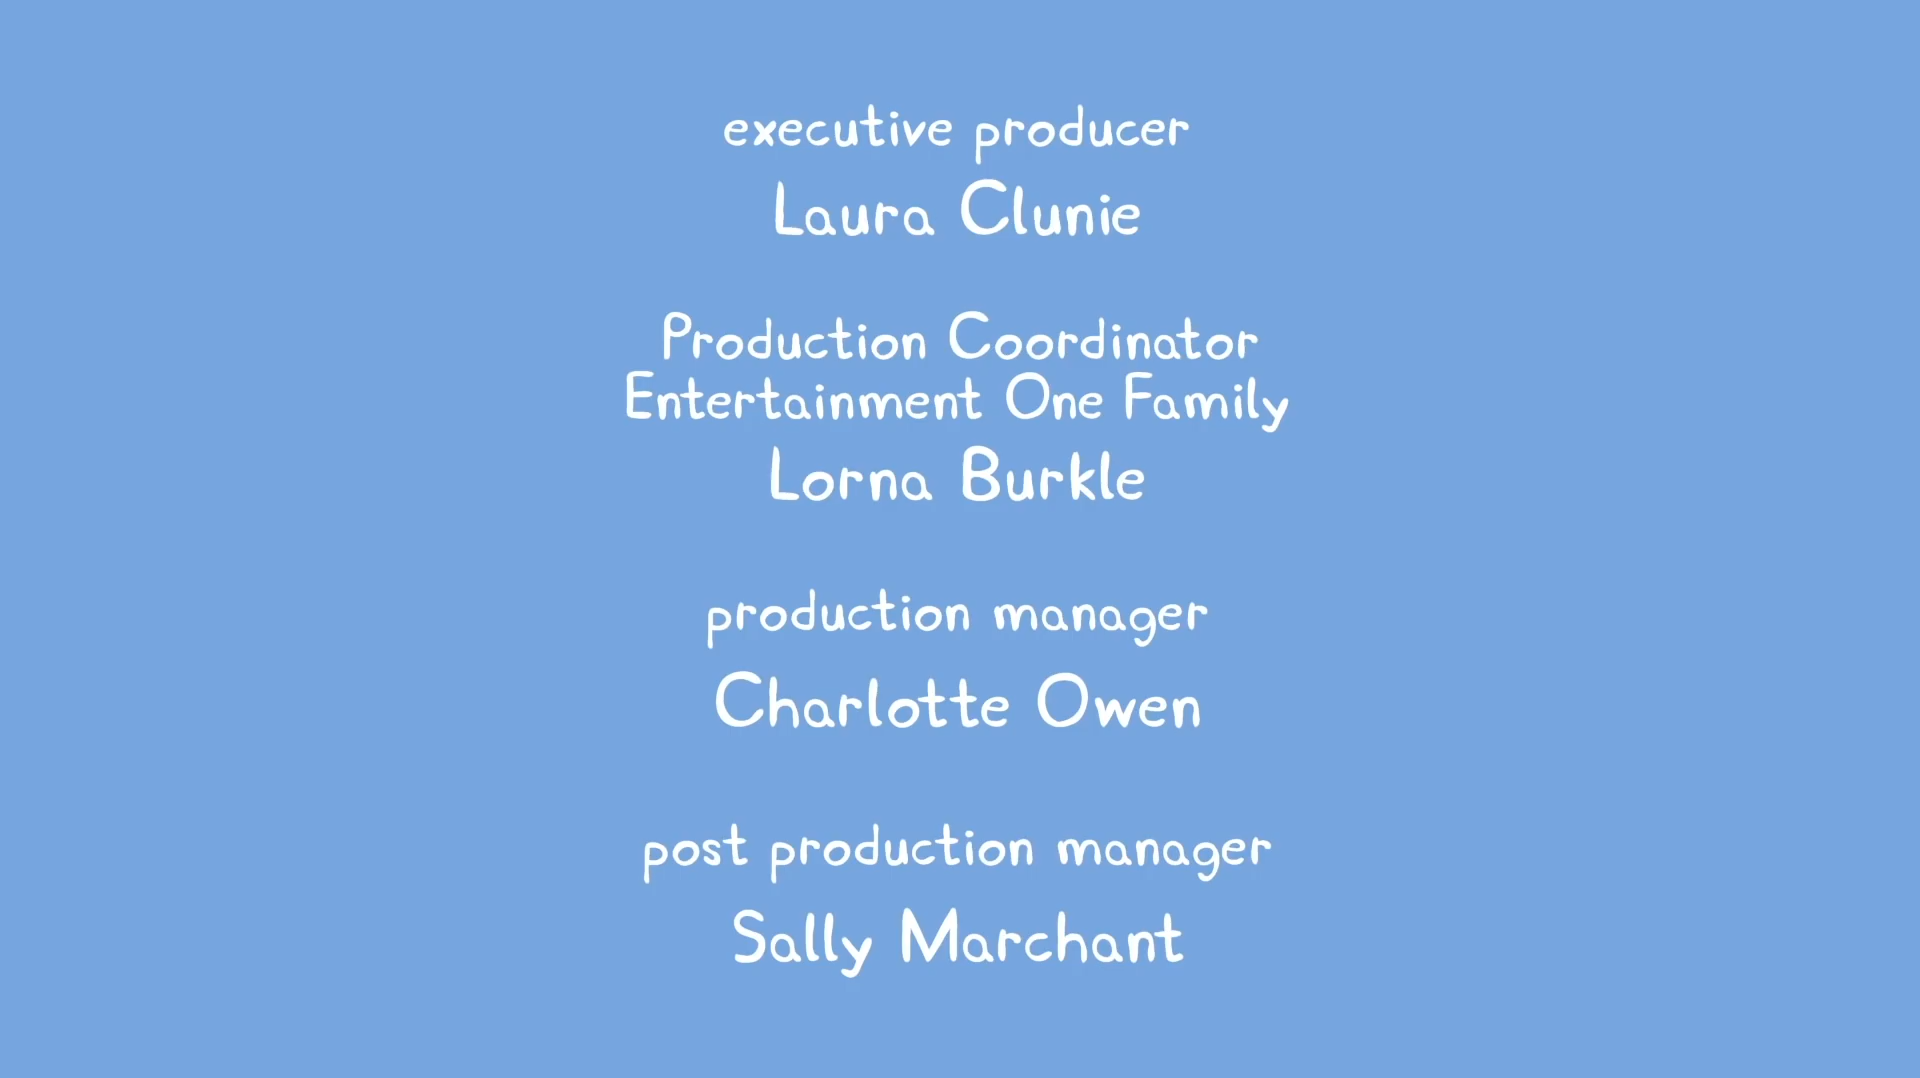 executive producer
Laura Clunie
Production Coordinator
Entertainment One Family
Lorna Burkle
production manager
Charlotte Owen
post production manager
Sally Marchant